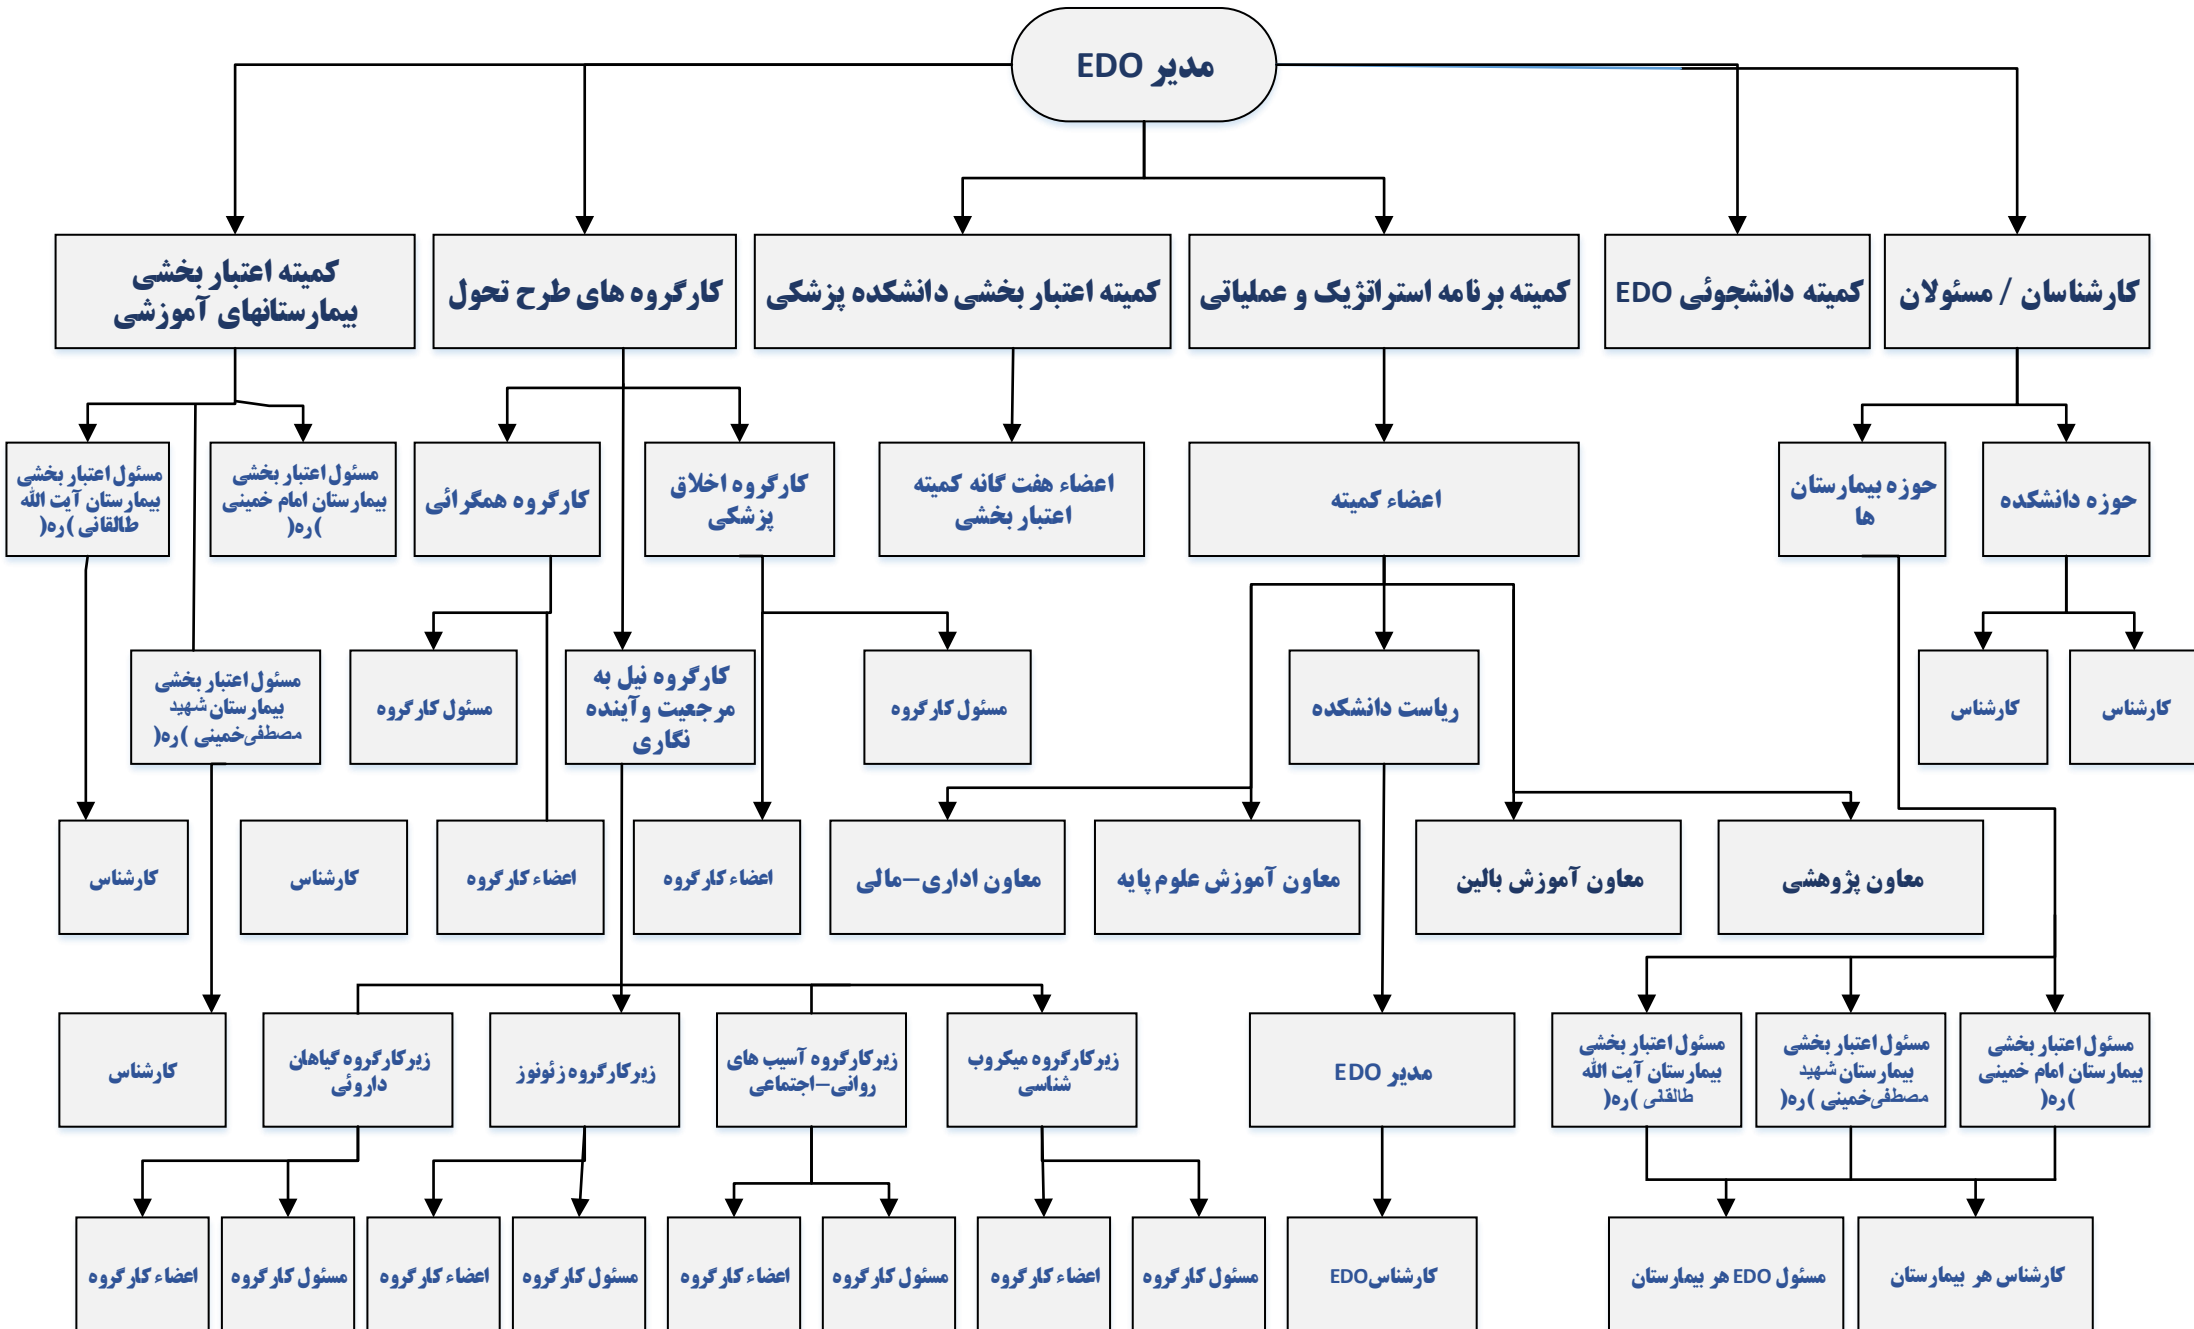 مدیر EDO
کارشناسان / مسئولان
کمیته دانشجوئی EDO
کمیته برنامه استراتژیک و عملیاتی
کمیته اعتبار بخشی دانشکده پزشکی
کارگروه های طرح تحول
کمیته اعتبار بخشی
بیمارستانهای آموزشی
حوزه دانشکده
حوزه بیمارستان
ها
اعضاء کمیته
اعضاء هفت گانه کمیته
اعتبار بخشی
کارگروه اخلاق
پزشکی
کارگروه همگرائی
مسئول اعتبار بخشی
بیمارستان امام خمینی
)ره(
مسئول اعتبار بخشی
بیمارستان آیت الله
طالقانی )ره(
کارشناس
کارشناس
ریاست دانشکده
مسئول کارگروه
کارگروه نیل به
مرجعیت وآینده
نگاری
مسئول کارگروه
مسئول اعتبار بخشی
بیمارستان شهید
مصطفی خمینی )ره(
معاون پژوهشی
معاون آموزش بالین
معاون آموزش علوم پایه
معاون اداری-مالی
اعضاء کارگروه
اعضاء کارگروه
کارشناس
کارشناس
مسئول اعتبار بخشی
بیمارستان امام خمینی
)ره(
مسئول اعتبار بخشی
بیمارستان شهید
مصطفی خمینی )ره(
مسئول اعتبار بخشی
بیمارستان آیت الله
طالقانی )ره(
مدیر EDO
زیرکارگروه میکروب
شناسی
زیرکارگروه آسیب های
روانی-اجتماعی
زیرکارگروه زئونوز
زیرکارگروه گیاهان
داروئی
کارشناس
کارشناس هر بیمارستان
مسئول EDO هر بیمارستان
کارشناسEDO
مسئول کارگروه
اعضاء کارگروه
مسئول کارگروه
اعضاء کارگروه
مسئول کارگروه
اعضاء کارگروه
مسئول کارگروه
اعضاء کارگروه